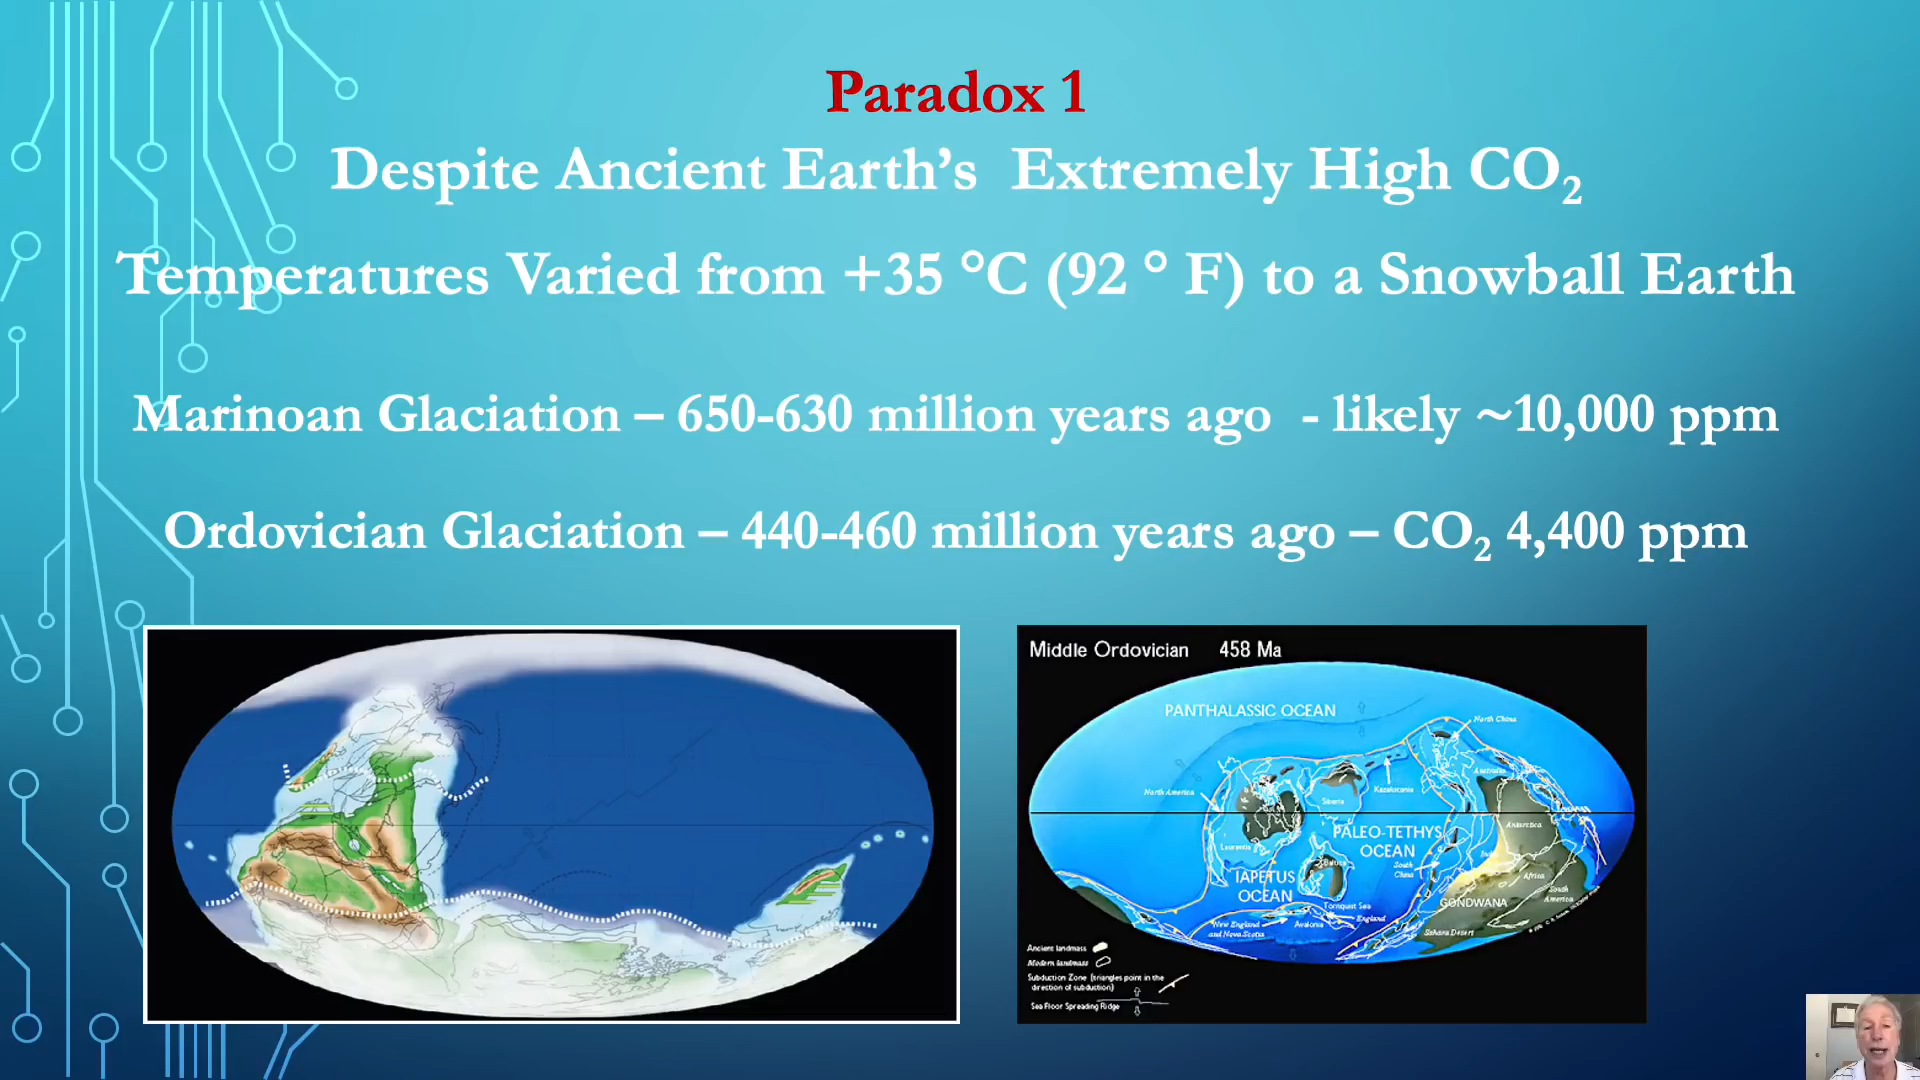 Paradox 1
Despite Ancient Earth's Extremely High CO₂
Temperatures Varied from +35 °C (92 ° F) to a Snowball Earth
Marinoan Glaciation – 650-630 million years ago - likely ~10,000 ppm
Ordovician Glaciation – 440-460 million years ago – CO₂ 4,400 ppm
Middle Ordovician 458 Ma
PANTHALASSIC OCEAN
North China
Australia
North America
Kazakstania
Siberia
Laurentia
PALEO-TETHYS
OCEAN
Antarctica
South
China
Baltica
Africa
South
America
IAPETUS
OCEAN
GONDWANA
Tornquist Sea
England
New England
and Nova Scotia
Avalonia
Sahara Desert
Ancient landmass
Modern landmass
Subduction Zone (triangles point in the
direction of subduction)
Sea Floor Spreading Ridge